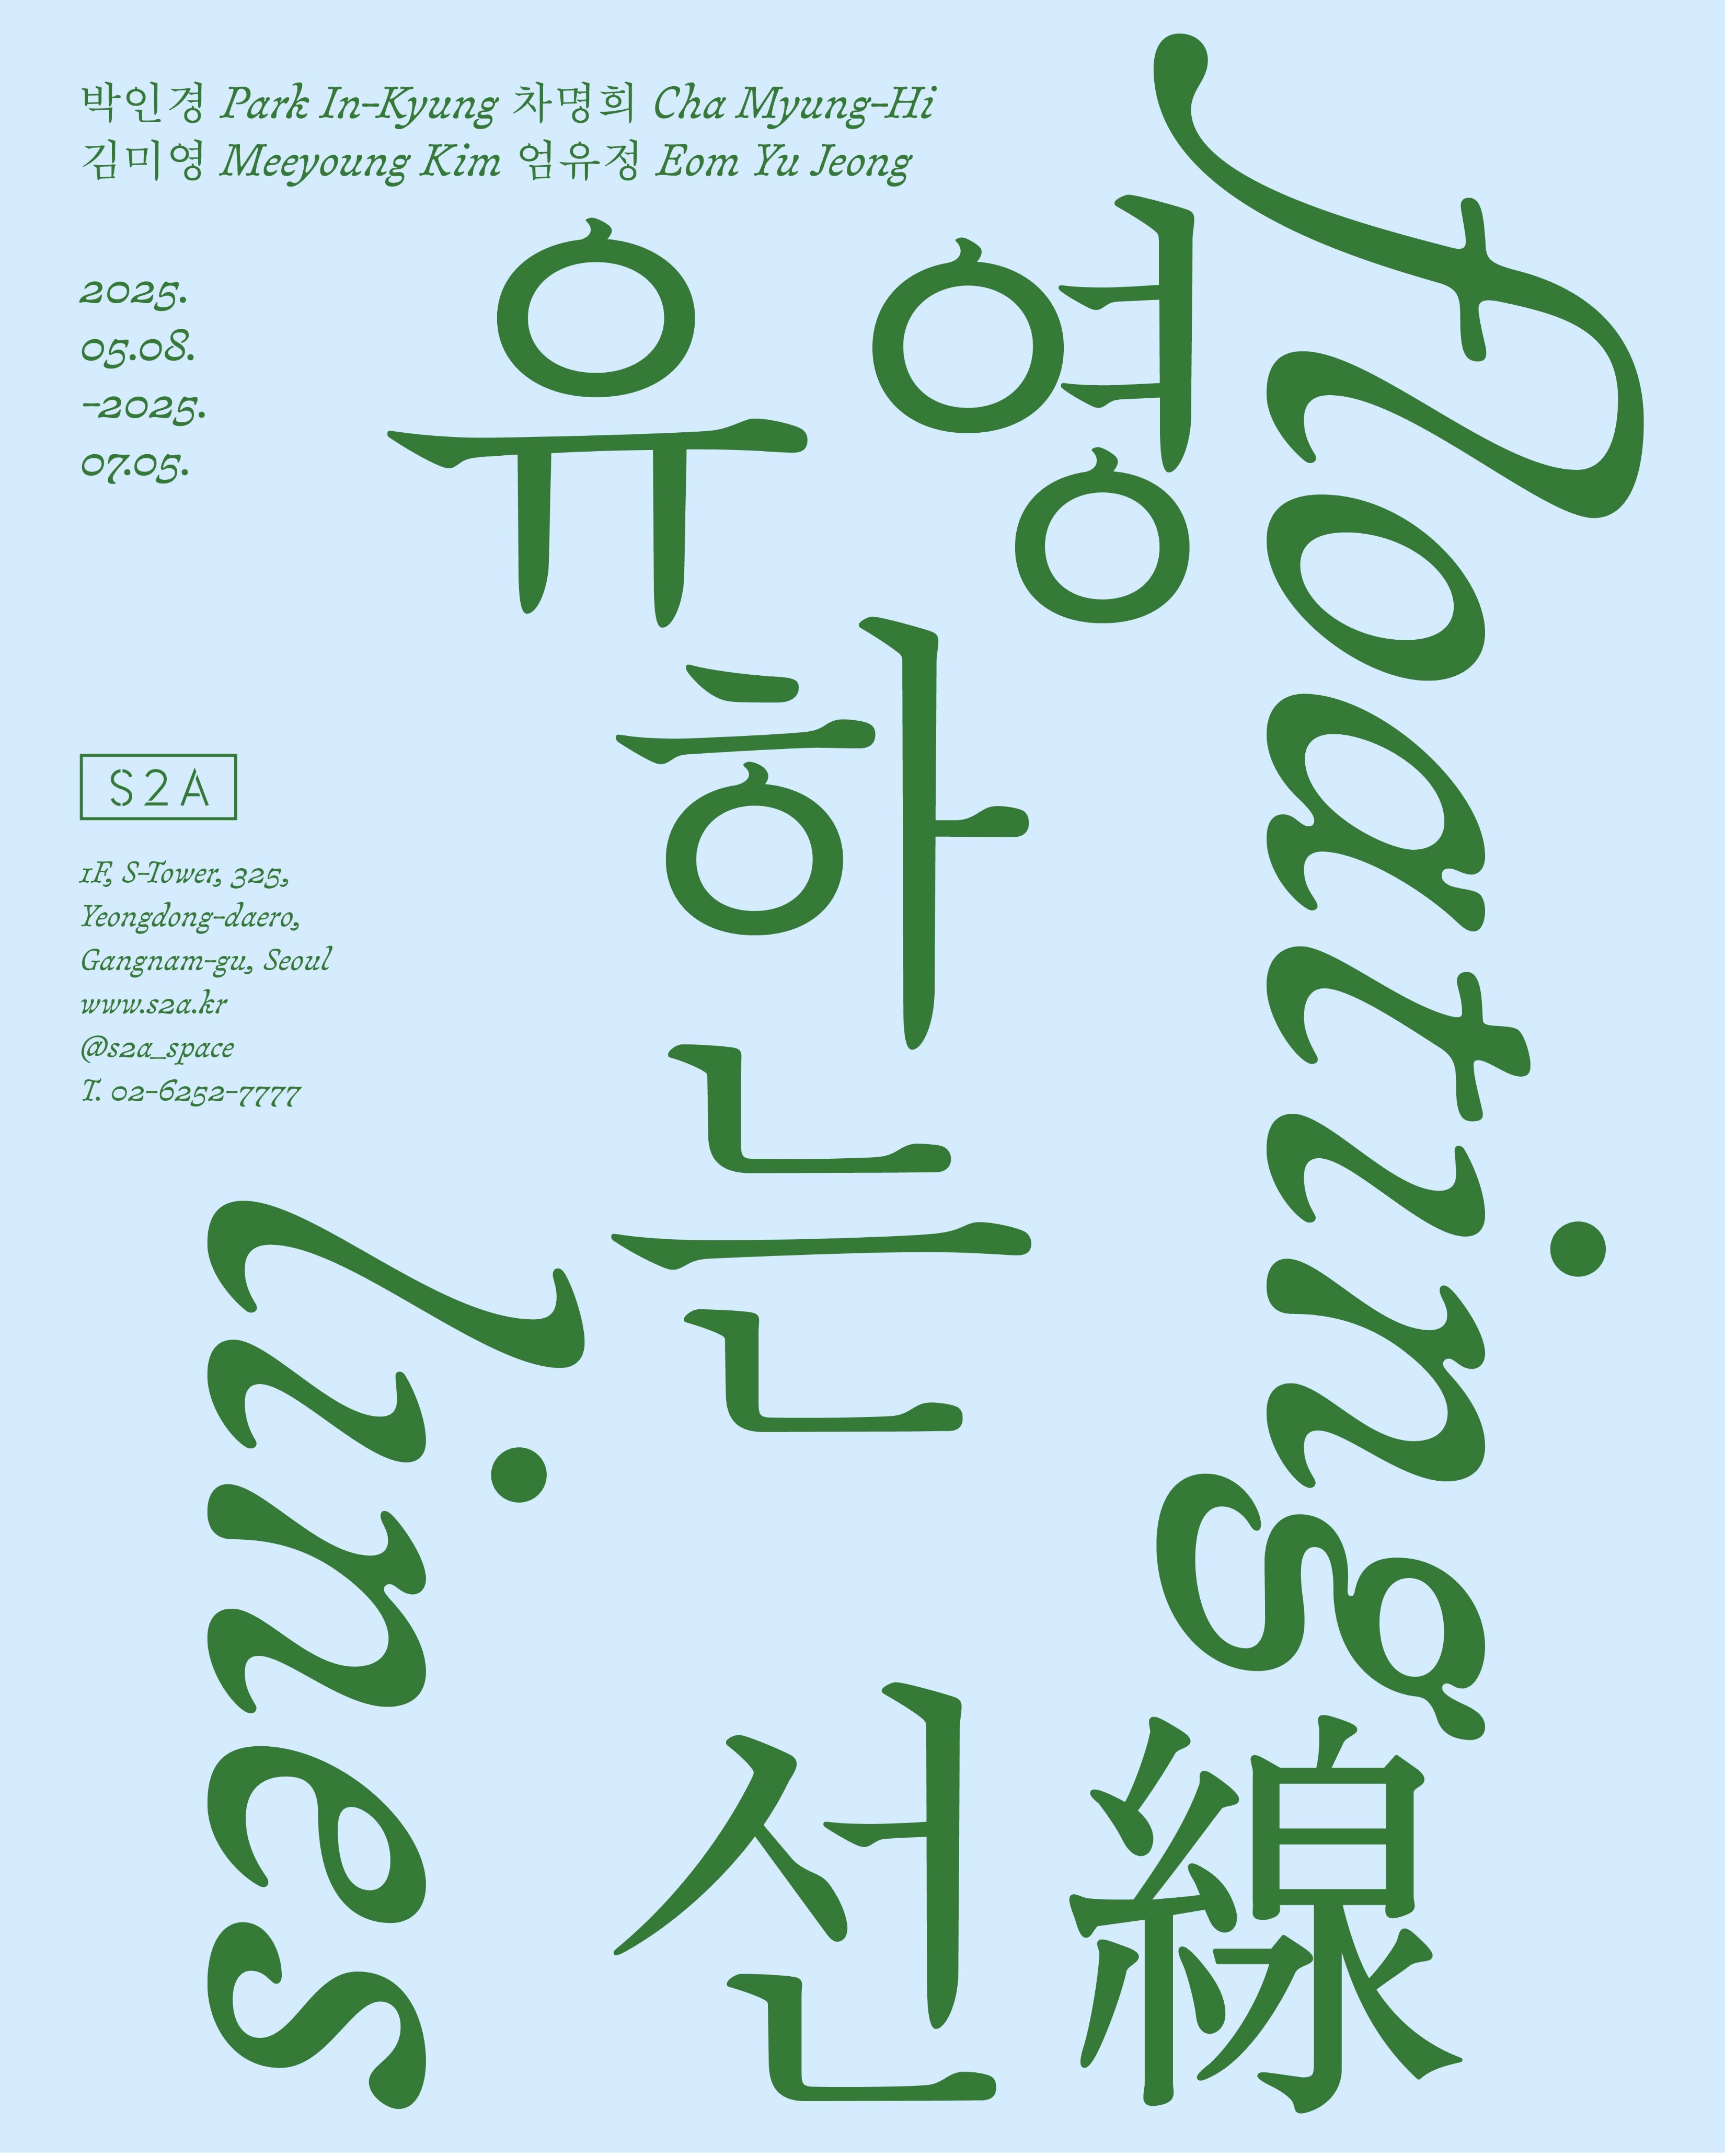 박인경 Park In-Kyung 차명희 Cha Myung-Hi
김미영 Meeyoung Kim 엄유정 Eom Yu Jeong
2025.
05.08.
-2025.
07.05.
유영
하
는
선 線
floating
lines
S2A
1F, S-Tower, 325,
Yeongdong-daero,
Gangnam-gu, Seoul
www.s2a.kr
@s2a_space
T. 02-6252-7777